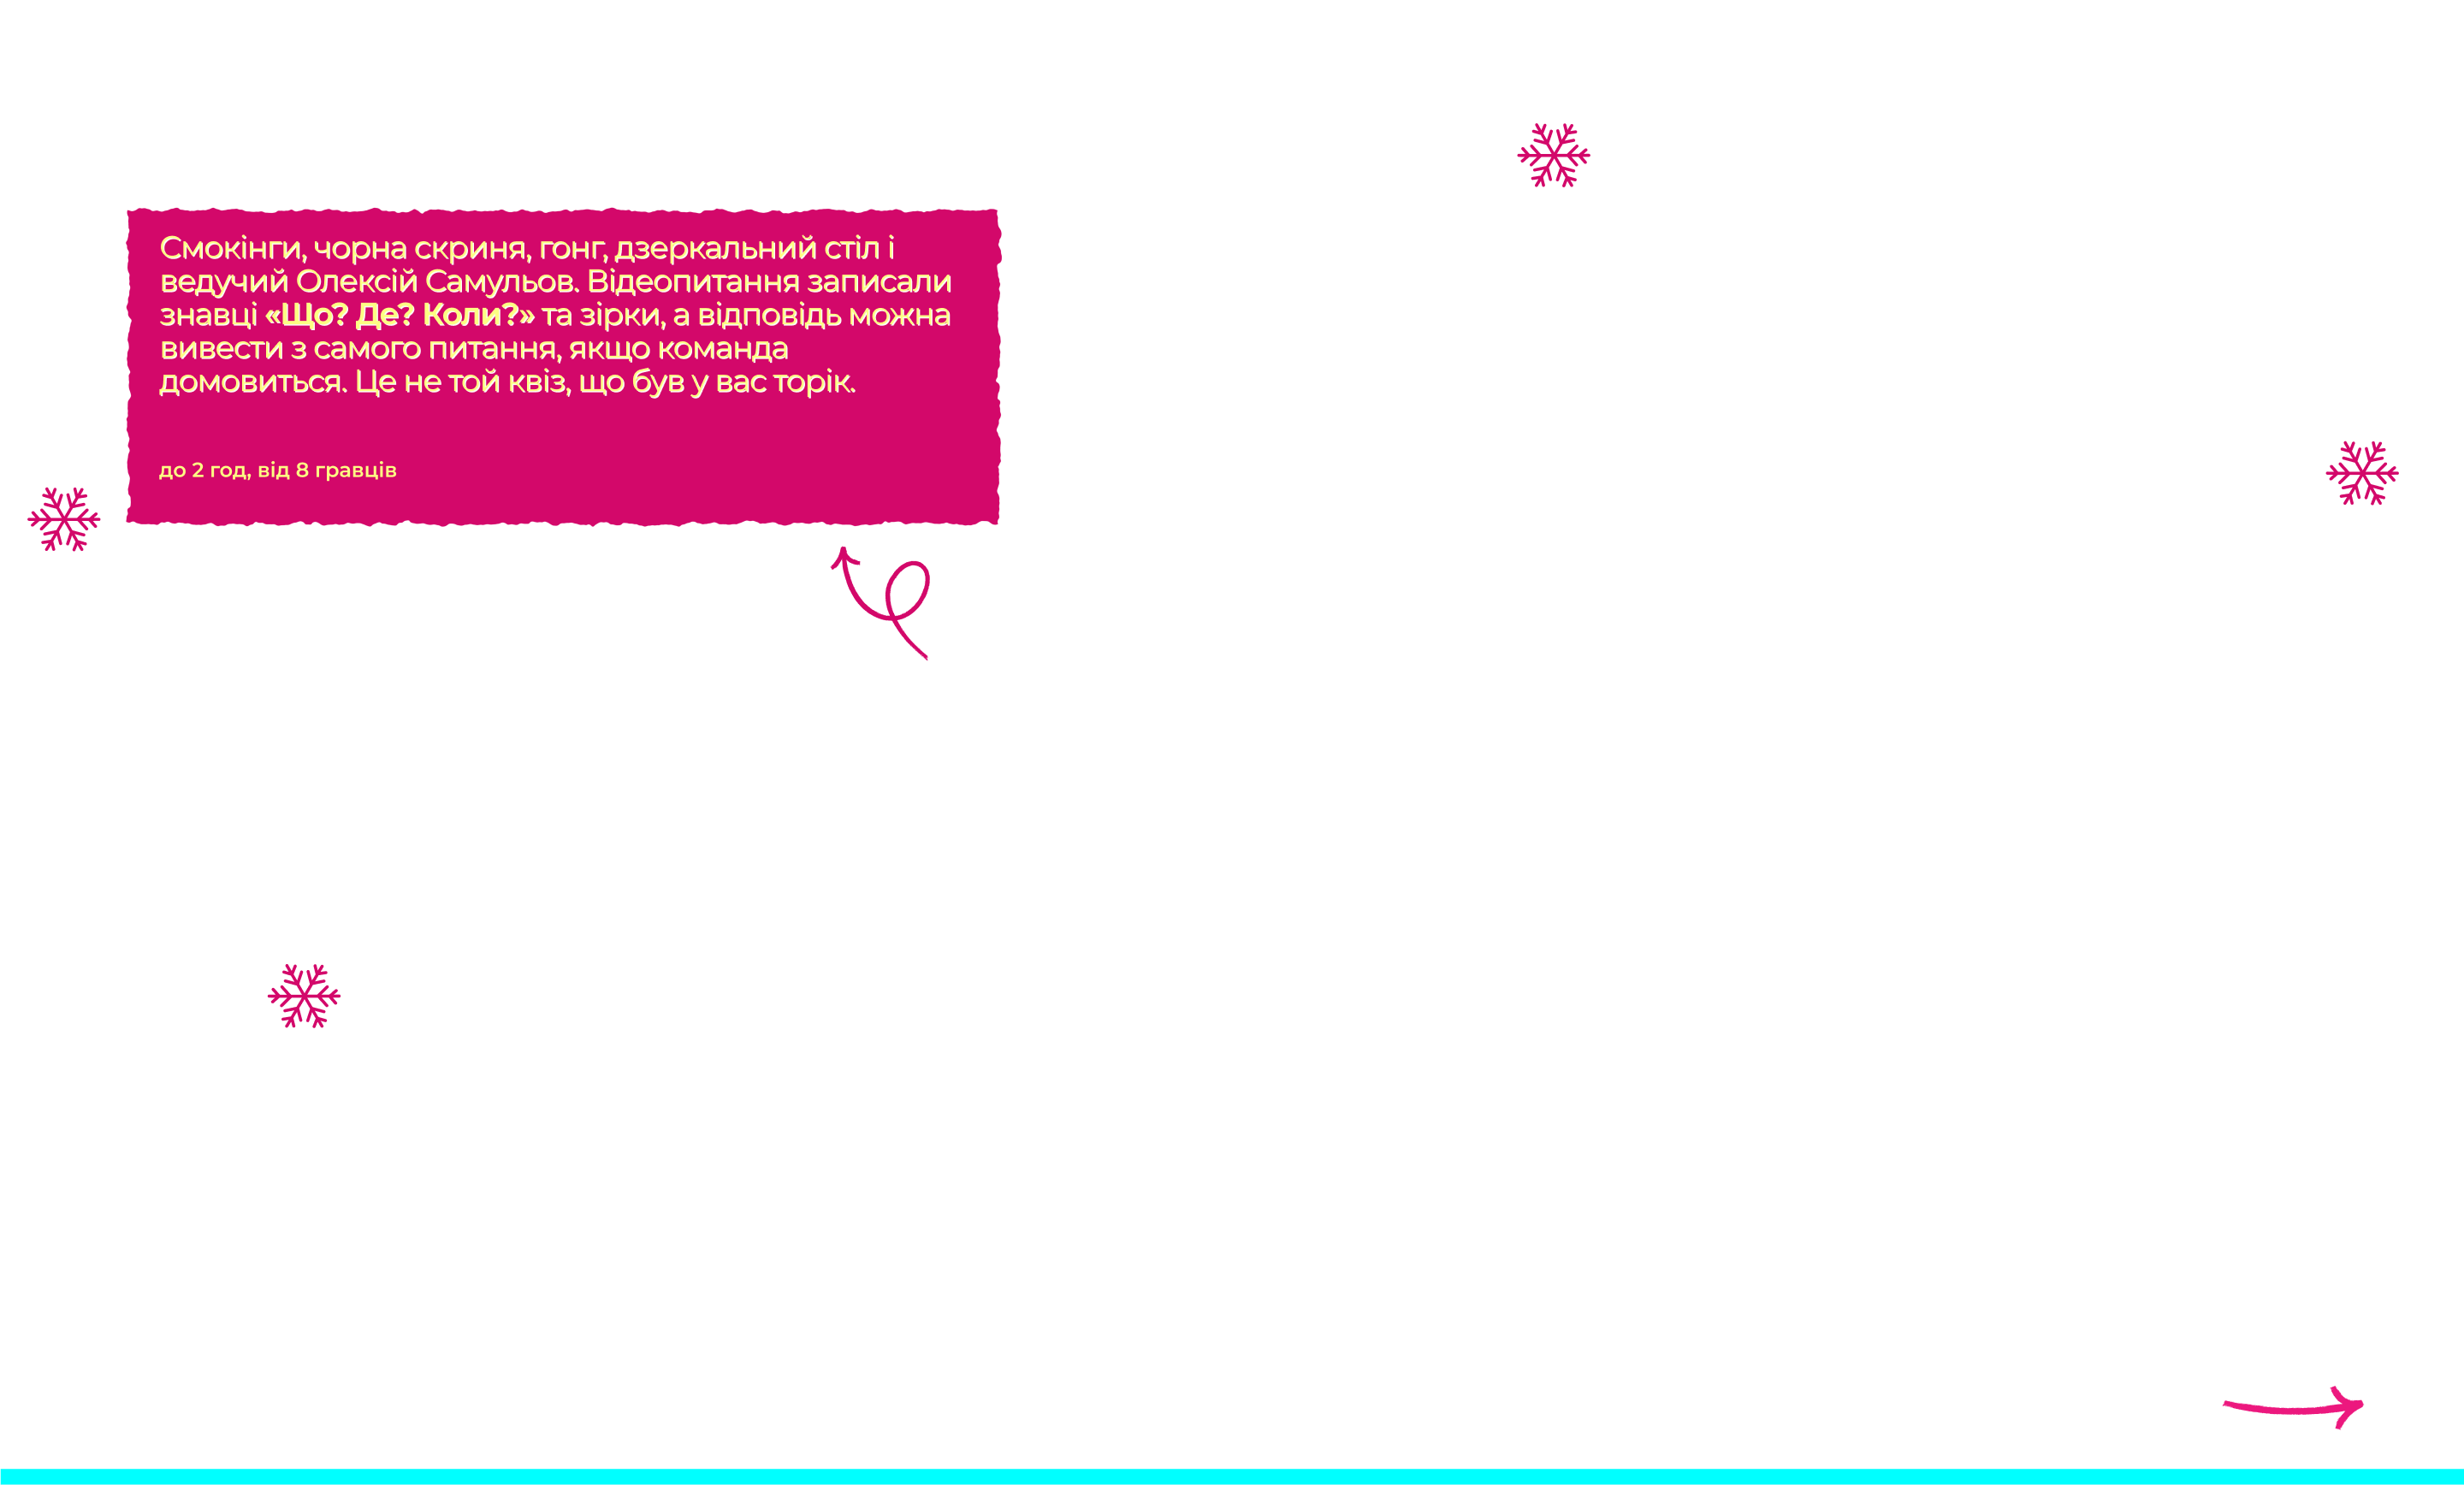 Смокінги, чорна скриня, гонг, дзеркальний стіл і
ведучий Олексій Самульов. Відеопитання записали
знавці «Що? Де? Коли?» та зірки, а відповідь можна
вивести з самого питання, якщо команда
домовиться. Це не той квіз, що був у вас торік.
до 2 год, від 8 гравців